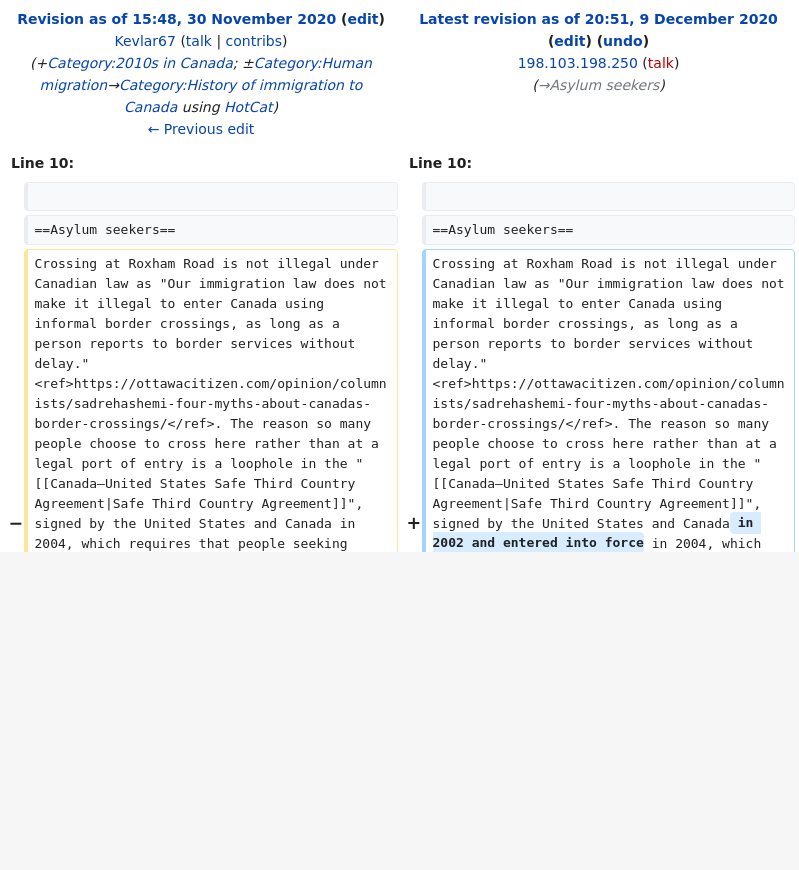 Revision as of 15:48, 30 November 2020 (edit)
Kevlar67 (talk | contribs)
(+Category:2010s in Canada; ±Category:Human
migration→Category:History of immigration to
Canada using HotCat)
← Previous edit
Latest revision as of 20:51, 9 December 2020
(edit) (undo)
198.103.198.250 (talk)
(→Asylum seekers)
Line 10:
Line 10:
==Asylum seekers==
==Asylum seekers==
−
Crossing at Roxham Road is not illegal under
Canadian law as "Our immigration law does not
make it illegal to enter Canada using
informal border crossings, as long as a
person reports to border services without
delay."
<ref>https://ottawacitizen.com/opinion/column
ists/sadrehashemi-four-myths-about-canadas-
border-crossings/</ref>. The reason so many
people choose to cross here rather than at a
legal port of entry is a loophole in the "
[[Canada–United States Safe Third Country
Agreement|Safe Third Country Agreement]]",
signed by the United States and Canada in
2004, which requires that people seeking
+
Crossing at Roxham Road is not illegal under
Canadian law as "Our immigration law does not
make it illegal to enter Canada using
informal border crossings, as long as a
person reports to border services without
delay."
<ref>https://ottawacitizen.com/opinion/column
ists/sadrehashemi-four-myths-about-canadas-
border-crossings/</ref>. The reason so many
people choose to cross here rather than at a
legal port of entry is a loophole in the "
[[Canada–United States Safe Third Country
Agreement|Safe Third Country Agreement]]",
signed by the United States and Canada in
2002 and entered into force in 2004, which